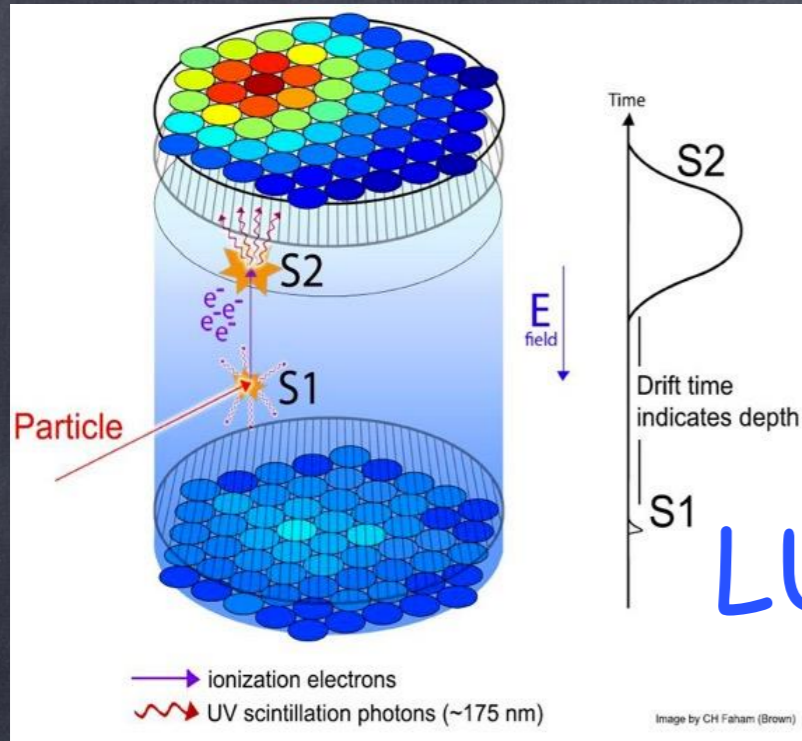 Time
S2
S2
e-
e-e-
e-e-
E
field
S1
Drift time
indicates depth
Particle
S1
LU
ionization electrons
UV scintillation photons (~175 nm)
Image by CH Faham (Brown)